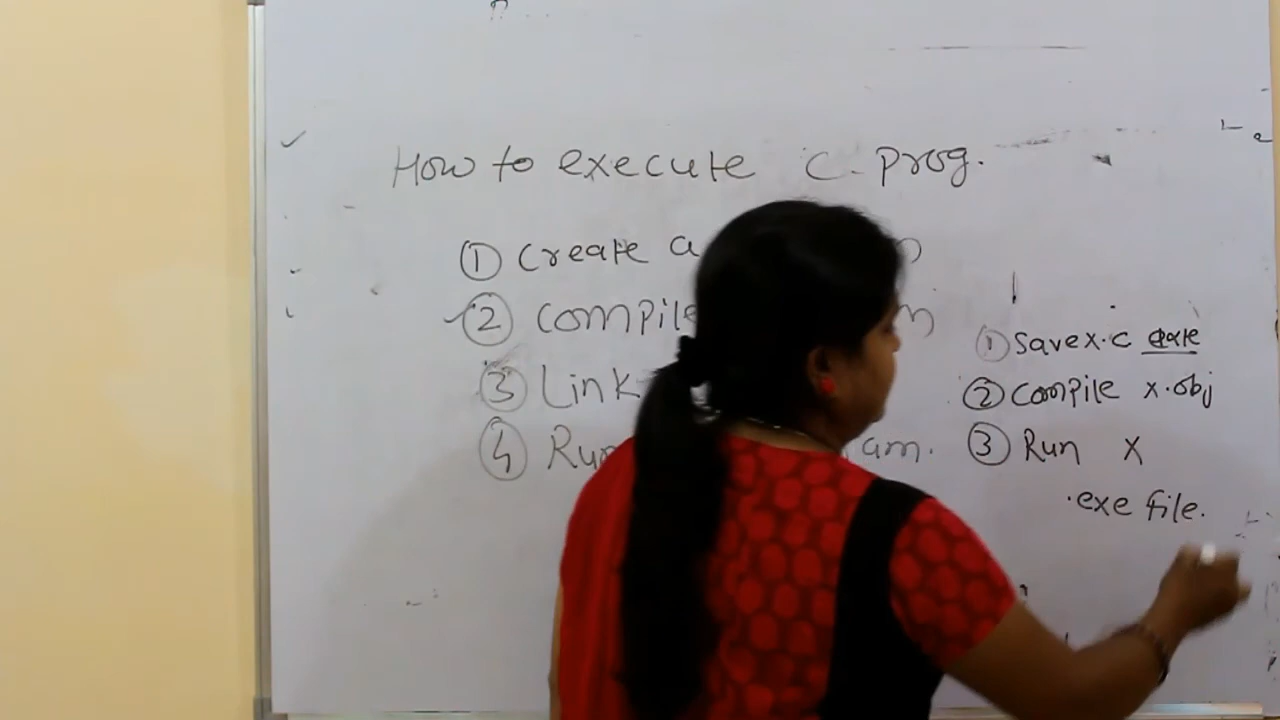 How to execute C. prog.
① Create a
② Compile
③ Link
④ Run am.
① Save x.c
② Compile x.obj
③ Run x
.exe file.